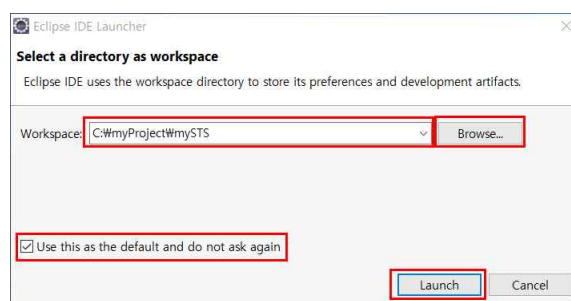 Eclipse IDE Launcher
Select a directory as workspace
Eclipse IDE uses the workspace directory to store its preferences and development artifacts.
Workspace: C:₩myProject₩mySTS Browse...
Use this as the default and do not ask again
Launch Cancel